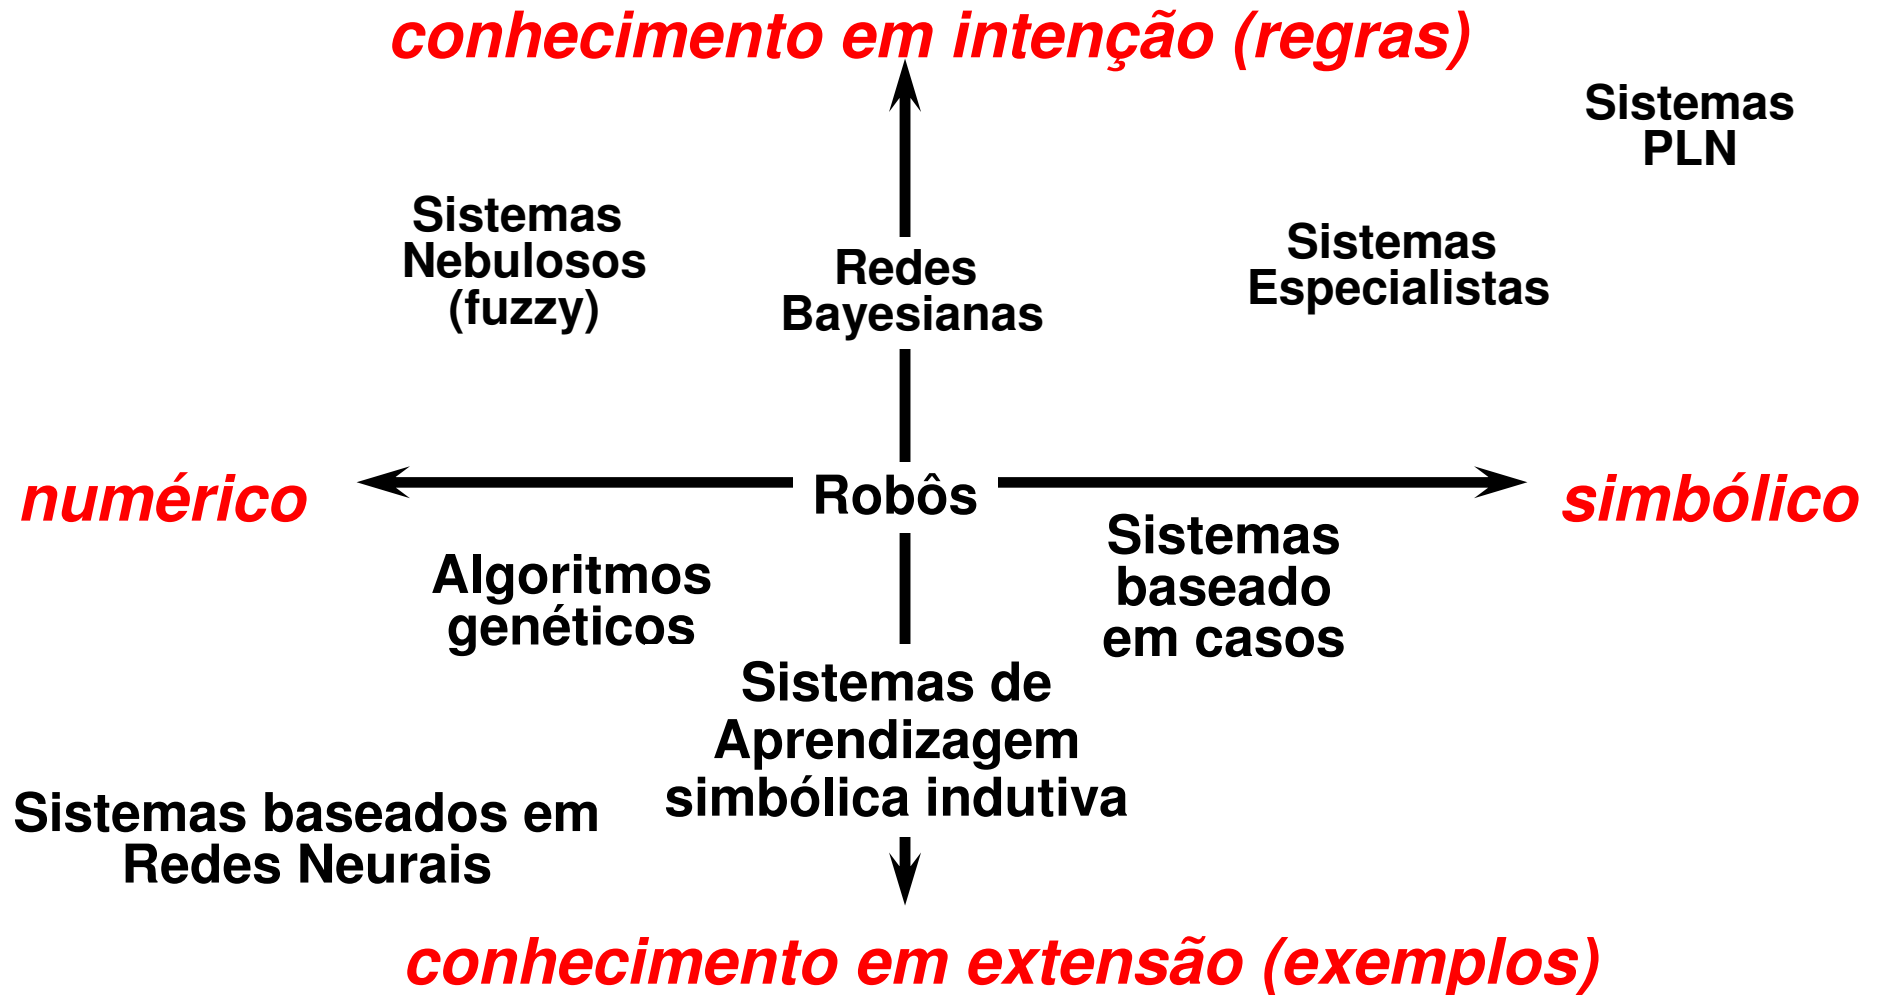 conhecimento em intenção (regras)
Sistemas
PLN
Sistemas
Nebulosos
(fuzzy)
Redes
Bayesianas
Sistemas
Especialistas
numérico
Robôs
simbólico
Algoritmos
genéticos
Sistemas
baseado
em casos
Sistemas de
Aprendizagem
simbólica indutiva
Sistemas baseados em
Redes Neurais
conhecimento em extensão (exemplos)